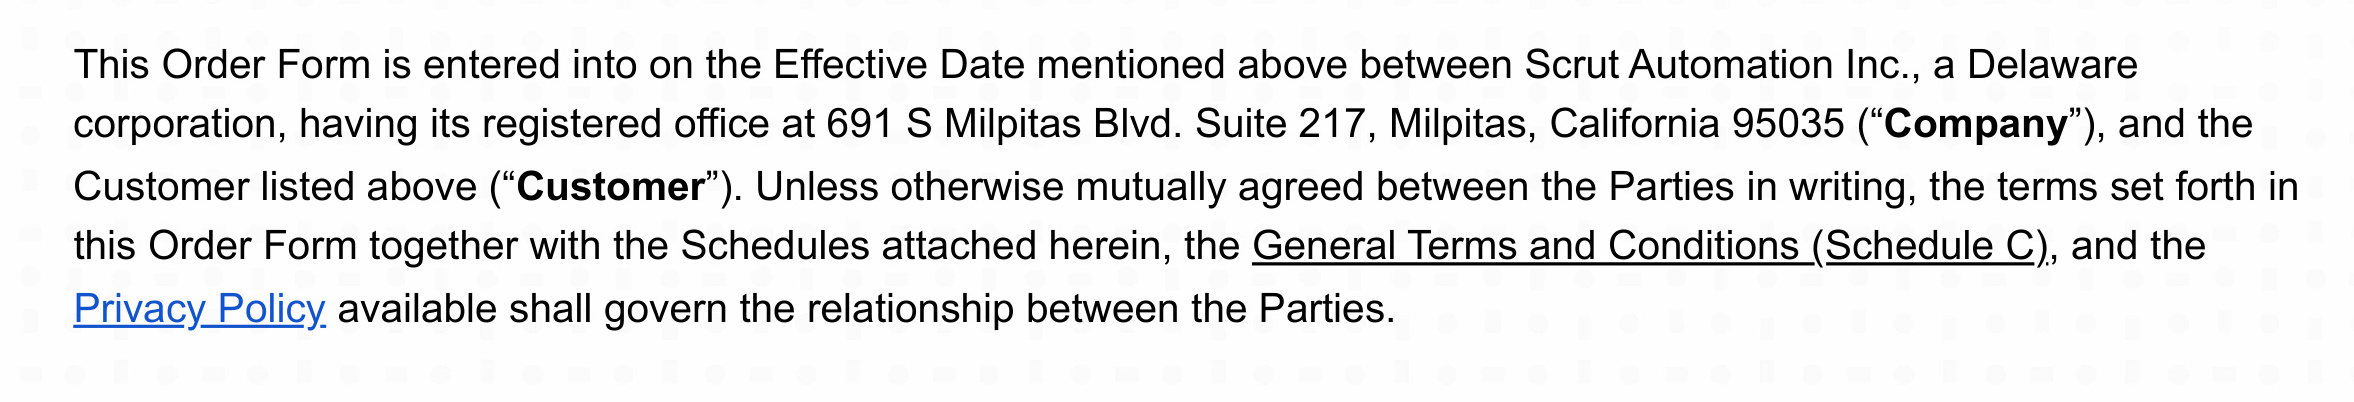 This Order Form is entered into on the Effective Date mentioned above between Scrut Automation Inc., a Delaware
corporation, having its registered office at 691 S Milpitas Blvd. Suite 217, Milpitas, California 95035 (“Company”), and the
Customer listed above (“Customer”). Unless otherwise mutually agreed between the Parties in writing, the terms set forth in
this Order Form together with the Schedules attached herein, the General Terms and Conditions (Schedule C), and the
Privacy Policy available shall govern the relationship between the Parties.